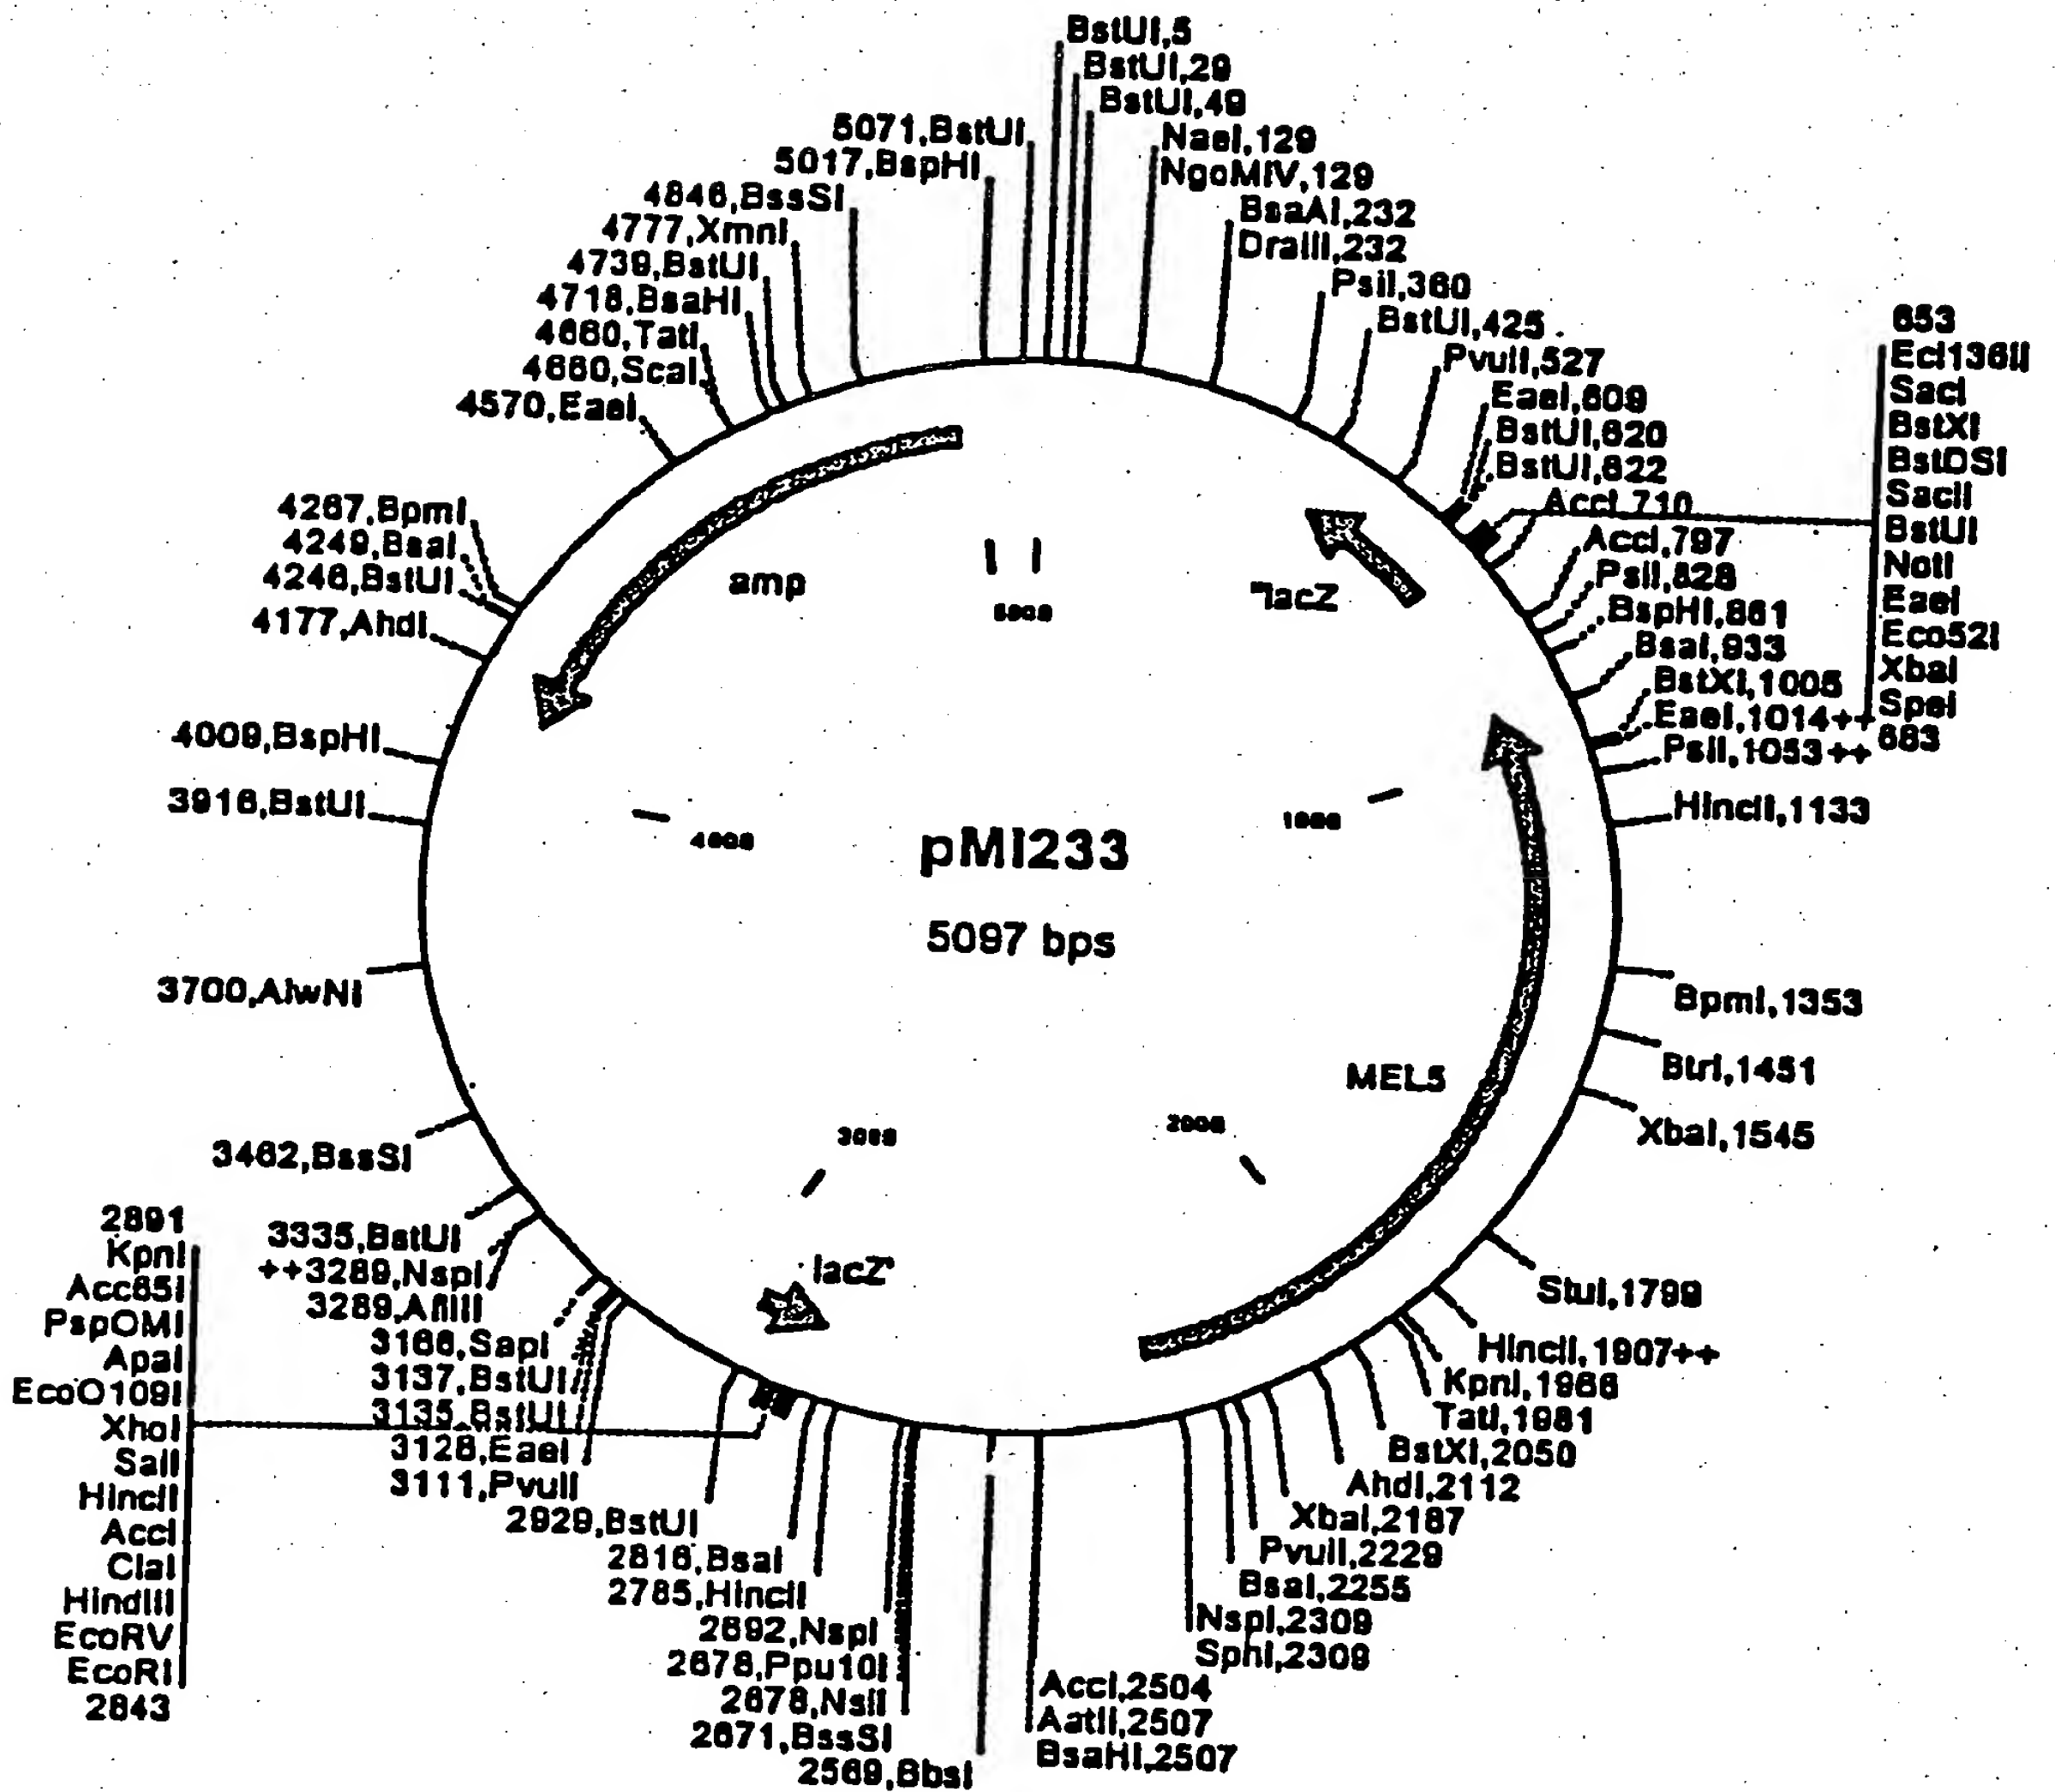 BstUI,5
BstUI,29
BstUI,49
NaeI,129
NgoMIV,129
BsaAI,232
DraIII,232
PsiI,360
BstUI,425
PvuII,527
EaeI,609
BstUI,620
BstUI,622
AccI,710
AccI,797
PsiI,828
BspHI,861
BsaI,933
BstXI,1005
EaeI,1014++
PsiI,1053++
653
Ecl136II
SacI
BstXI
BstDSI
SacII
BstUI
NotI
EaeI
Eco52I
XbaI
SpeI
683
HincII,1133
BpmI,1353
BtrI,1451
XbaI,1545
StuI,1799
HincII,1907++
KpnI,1966
TatI,1981
BstXI,2050
AhdI,2112
XbaI,2187
PvuII,2229
BsaI,2255
NspI,2309
SphI,2309
AccI,2504
AatII,2507
BsaHI,2507
2569,BbsI
2671,BssSI
2678,NsiI
2678,Ppu10I
2692,NspI
2785,HincII
2816,BsaI
2929,BstUI
3111,PvuII
3128,EaeI
3135,BstUI
3137,BstUI
3166,SapI
3289,AflIII
++3289,NspI
3335,BstUI
2891
KpnI
Acc65I
PspOMI
ApaI
EcoO109I
XhoI
SalI
HincII
AccI
ClaI
HindIII
EcoRV
EcoRI
2843
3462,BssSI
3700,AlwNI
3916,BstUI
4009,BspHI
4177,AhdI
4246,BstUI
4249,BsaI
4267,BpmI
4570,EaeI
4660,ScaI
4660,TatI
4718,BsaHI
4739,BstUI
4777,XmnI
4846,BssSI
5017,BspHI
5071,BstUI
amp
5000
"lacZ
4000
pMI233
1000
5097 bps
MEL5
3000
2000
lacZ'